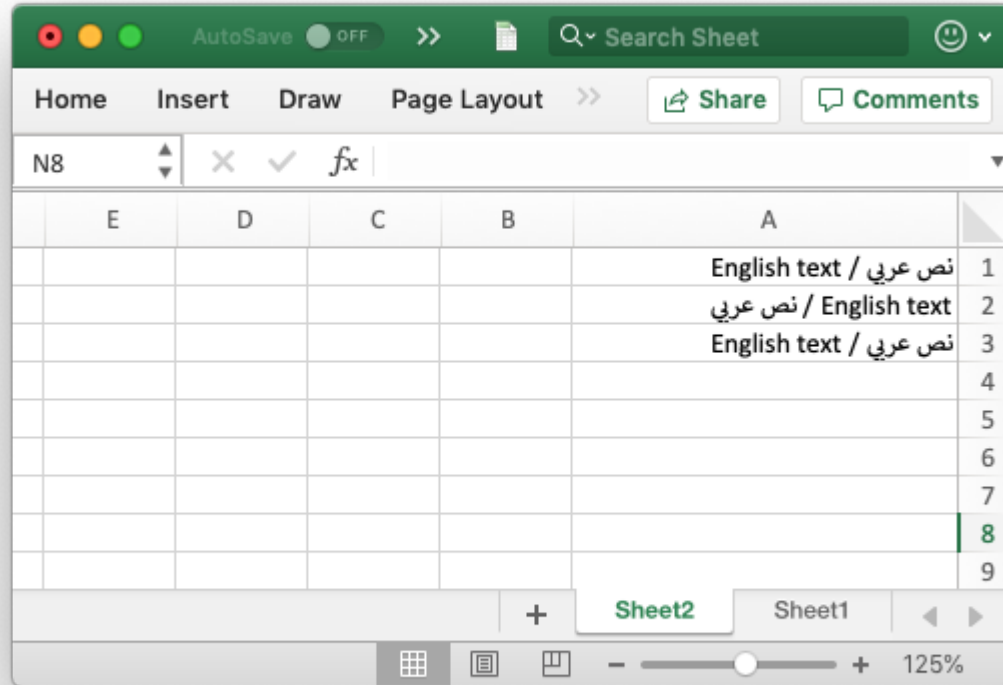 AutoSave OFF
Search Sheet
Home Insert Draw Page Layout Share Comments
N8 fx
E D C B A
نص عربي / English text 1
نص عربي / English text 2
نص عربي / English text 3
4
5
6
7
8
9
+ Sheet2 Sheet1
− + 125%